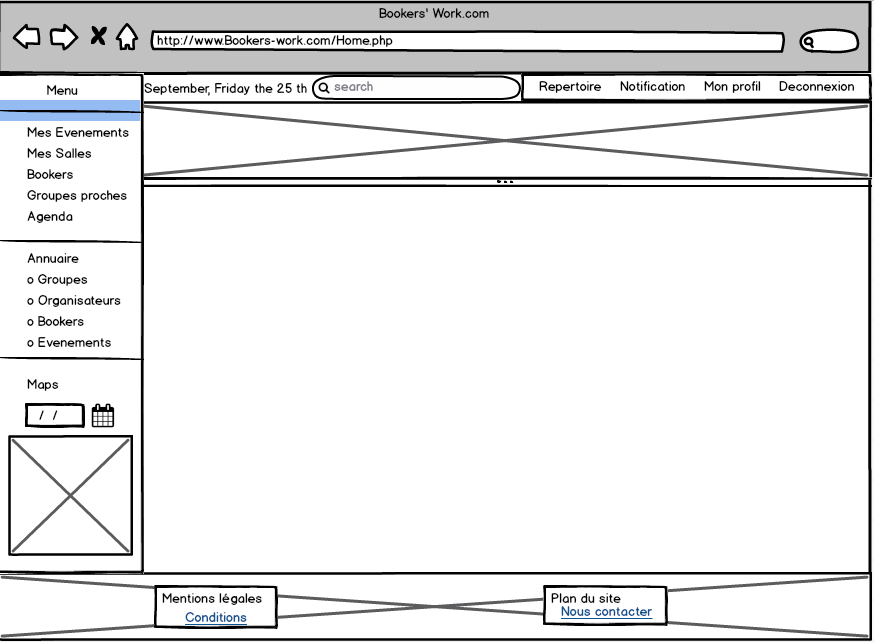 Bookers' Work.com
http://www.Bookers-work.com/Home.php
Menu
September, Friday the 25 th
search
Repertoire Notification Mon profil Deconnexion
Mes Evenements
Mes Salles
Bookers
Groupes proches
Agenda
Annuaire
o Groupes
o Organisateurs
o Bookers
o Evenements
Maps
/ /
Mentions légales
Conditions
Plan du site
Nous contacter